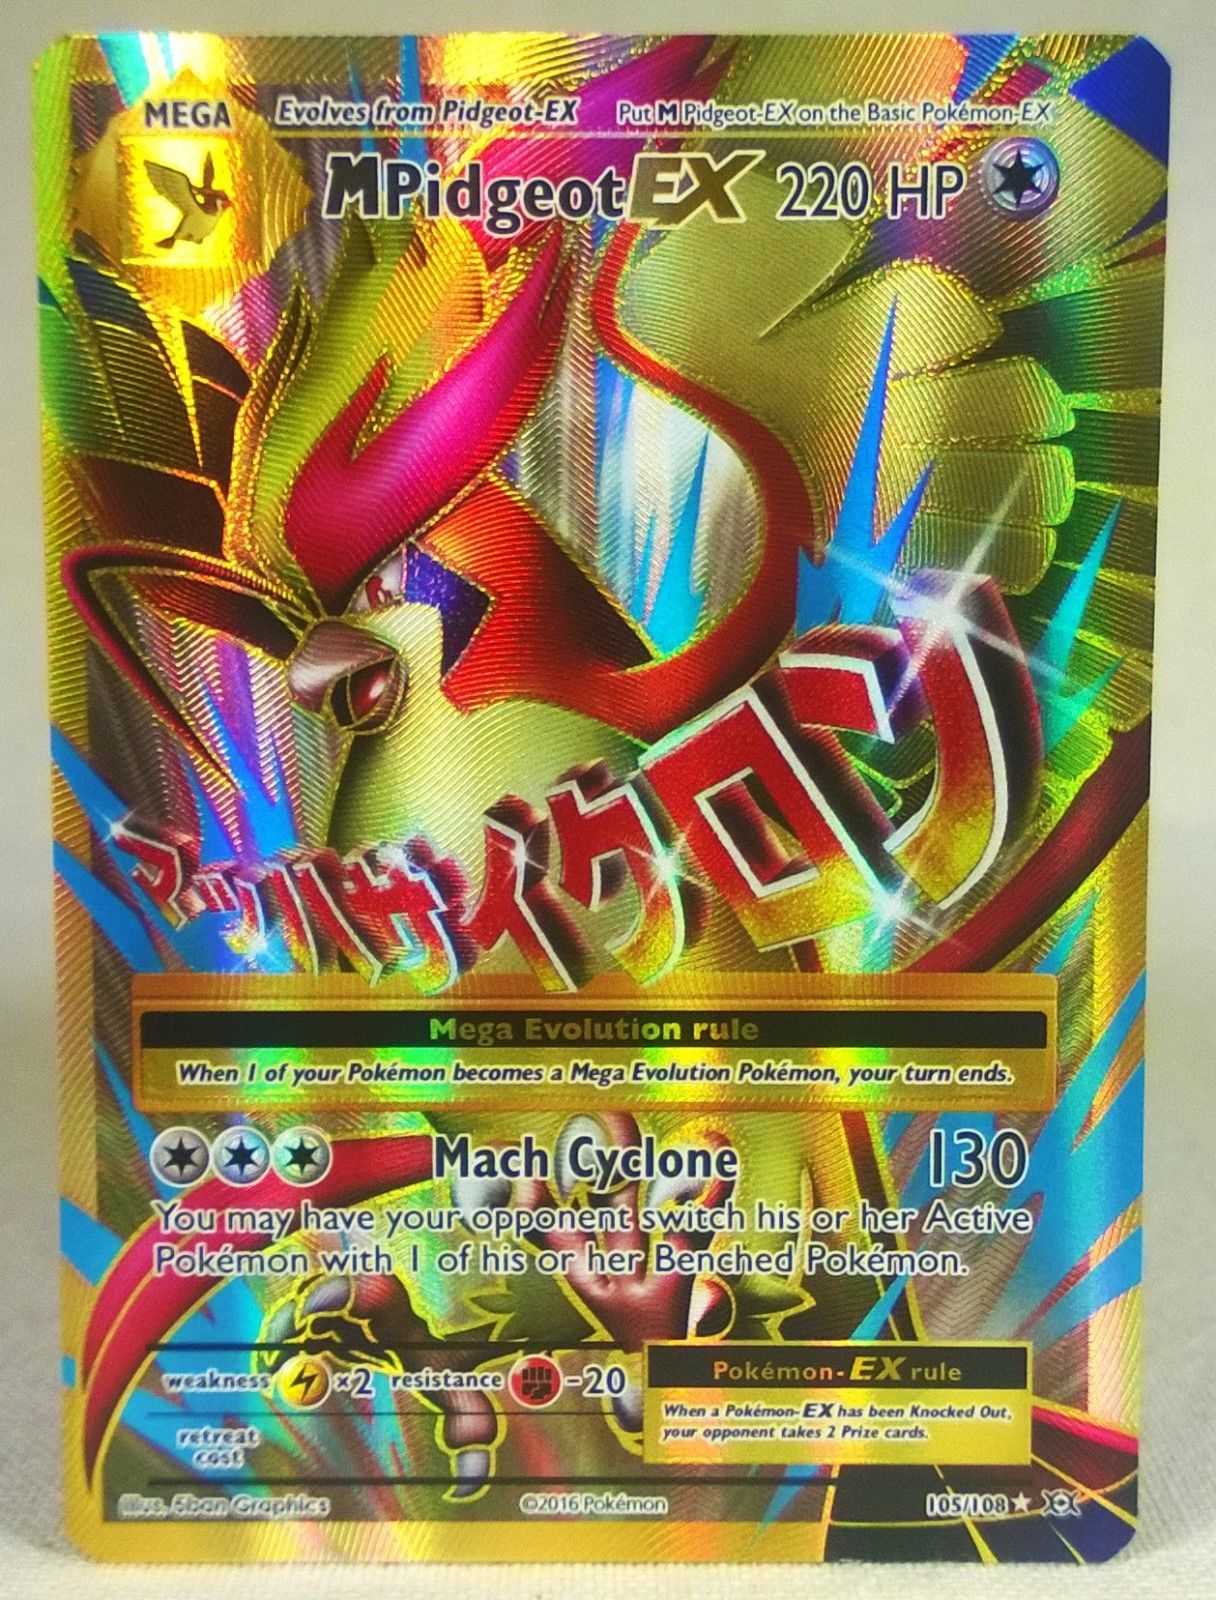 MEGA
Evolves from Pidgeot-EX
Put M Pidgeot-EX on the Basic Pokémon-EX
MPidgeotEX 220 HP
マッハサイクロン
Mega Evolution rule
When 1 of your Pokémon becomes a Mega Evolution Pokémon, your turn ends.
Mach Cyclone 130
You may have your opponent switch his or her Active
Pokémon with 1 of his or her Benched Pokémon.
weakness ×2 resistance -20
retreat
cost
Pokémon-EX rule
When a Pokémon-EX has been Knocked Out,
your opponent takes 2 Prize cards.
Illus. 5ban Graphics
©2016 Pokémon
105/108